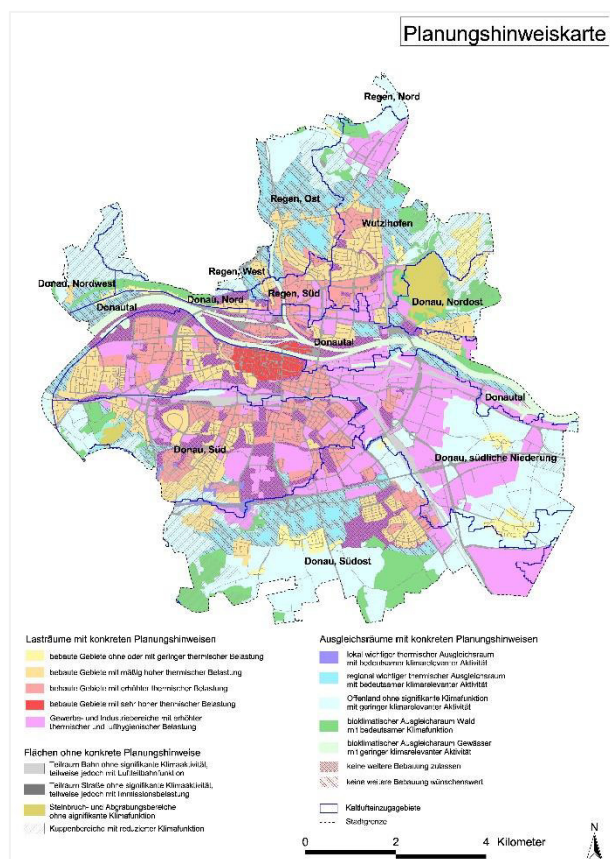 Planungshinweiskarte
Regen, Nord
Regen, Ost
Wutzlhofen
Regen, West
Donau, Nordwest
Donau, Nord
Regen, Süd
Donau, Nordost
Donautal
Donautal
Donautal
Donau, Süd
Donau, südliche Niederung
Donau, Südost
Lasträume mit konkreten Planungshinweisen
bebaute Gebiete ohne oder mit geringer thermischer Belastung
bebaute Gebiete mit mäßig hoher thermischer Belastung
bebaute Gebiete mit erhöhter thermischer Belastung
bebaute Gebiete mit sehr hoher thermischer Belastung
Gewerbe- und Industriebereiche mit erhöhter
thermischer und lufthygienischer Belastung
Flächen ohne konkrete Planungshinweise
Teilraum Bahn ohne signifikante Klimaaktivität,
teilweise jedoch mit Luftleitbahnfunktion
Teilraum Straße ohne signifikante Klimaaktivität,
teilweise jedoch mit Immissionsbelastung
Steinbruch- und Abgrabungsbereiche
ohne signifikante Klimafunktion
Kuppenbereiche mit reduzierter Klimafunktion
Ausgleichsräume mit konkreten Planungshinweisen
lokal wichtiger thermischer Ausgleichsraum
mit bedeutsamer klimarelevanter Aktivität
regional wichtiger thermischer Ausgleichsraum
mit bedeutsamer klimarelevanter Aktivität
Offenland ohne signifikante Klimafunktion
mit geringer klimarelevanter Aktivität
bioklimatischer Ausgleichsraum Wald
mit bedeutsamer Klimafunktion
bioklimatischer Ausgleichsraum Gewässer
mit geringer klimarelevanter Aktivität
keine weitere Bebauung zulassen
keine weitere Bebauung wünschenswert
Kaltlufteinzugsgebiete
Stadtgrenze
0 2 4 Kilometer
N